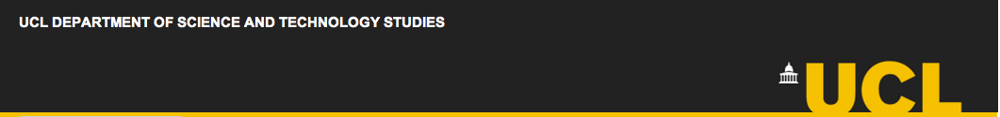 UCL DEPARTMENT OF SCIENCE AND TECHNOLOGY STUDIES
UCL